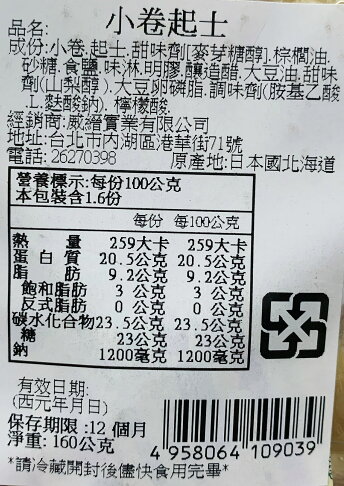 小卷起士
品名:
成份:小卷.起士.甜味劑[麥芽糖醇].棕櫚油.
砂糖.食鹽.味淋.明膠.釀造醋.大豆油.甜味
劑(山梨醇).大豆卵磷脂.調味劑(胺基乙酸
.L.麩酸鈉).檸檬酸.
經銷商:威繒實業有限公司
地址:台北市內湖區港華街71號
電話:26270398 原產地:日本國北海道
營養標示:每份100公克
本包裝含1.6份
每份 每100公克
熱量 259大卡 259大卡
蛋白質 20.5公克 20.5公克
脂肪 9.2公克 9.2公克
飽和脂肪 3 公克 3 公克
反式脂肪 0 公克 0 公克
碳水化合物 23.5公克 23.5公克
糖 23公克 23公克
鈉 1200毫克 1200毫克
有效日期:
(西元年月日)
保存期限:12 個月
淨重:160公克
4 958064 109039
*請冷藏開封後儘快食用完畢*